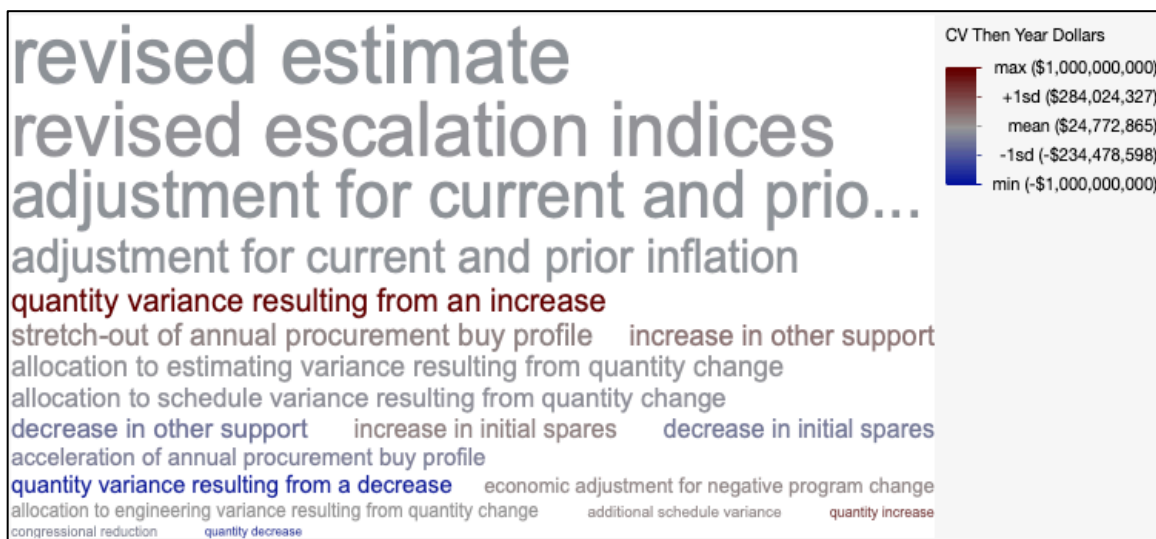 revised estimate
revised escalation indices
adjustment for current and prio...
adjustment for current and prior inflation
quantity variance resulting from an increase
stretch-out of annual procurement buy profile increase in other support
allocation to estimating variance resulting from quantity change
allocation to schedule variance resulting from quantity change
decrease in other support increase in initial spares decrease in initial spares
acceleration of annual procurement buy profile
quantity variance resulting from a decrease economic adjustment for negative program change
allocation to engineering variance resulting from quantity change additional schedule variance quantity increase
congressional reduction quantity decrease
CV Then Year Dollars
max ($1,000,000,000)
+1sd ($284,024,327)
mean ($24,772,865)
-1sd (-$234,478,598)
min (-$1,000,000,000)